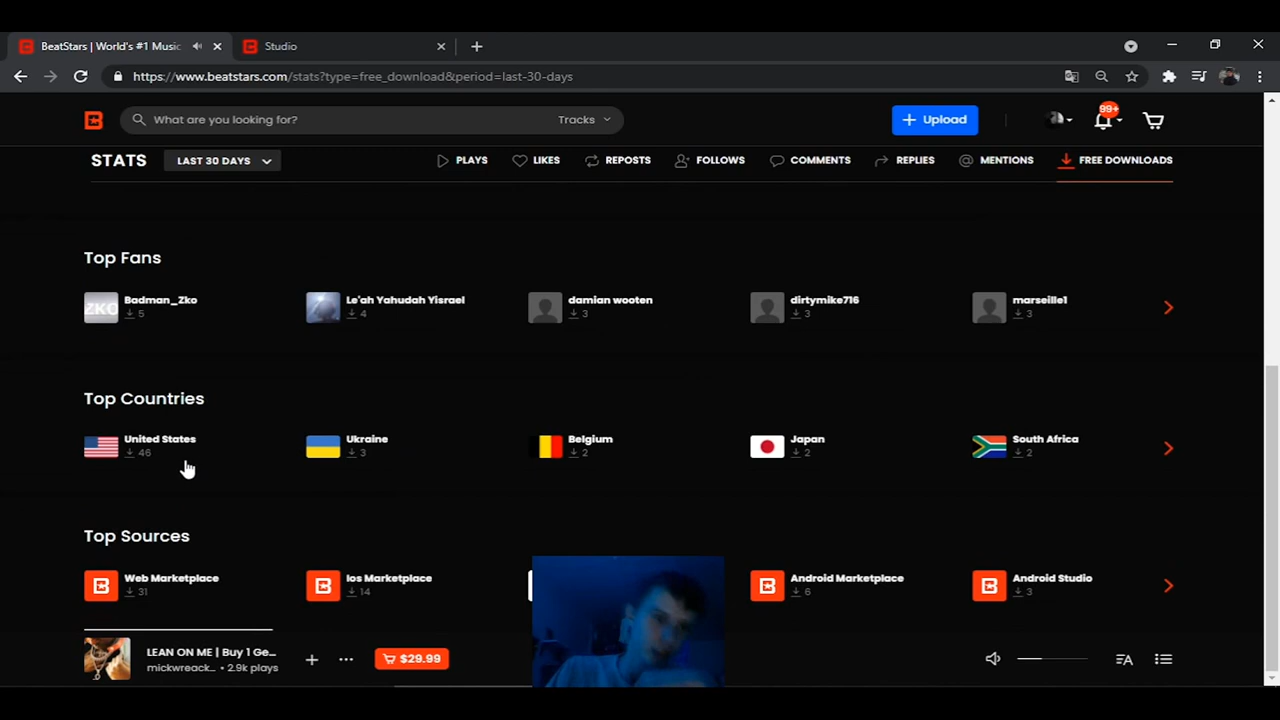 BeatStars | World's #1 Music
Studio
https://www.beatstars.com/stats?type=free_download&period=last-30-days
What are you looking for?
Tracks
Upload
99+
STATS
LAST 30 DAYS
PLAYS
LIKES
REPOSTS
FOLLOWS
COMMENTS
REPLIES
MENTIONS
FREE DOWNLOADS
Top Fans
ZKO
Badman_Zko
5
Le'ah Yahudah Yisrael
4
damian wooten
3
dirtymike716
3
marseille1
3
Top Countries
United States
46
Ukraine
3
Belgium
2
Japan
2
South Africa
2
Top Sources
Web Marketplace
31
Ios Marketplace
14
Android Marketplace
6
Android Studio
3
LEAN ON ME | Buy 1 Ge...
mickwreack... • 2.9k plays
$29.99